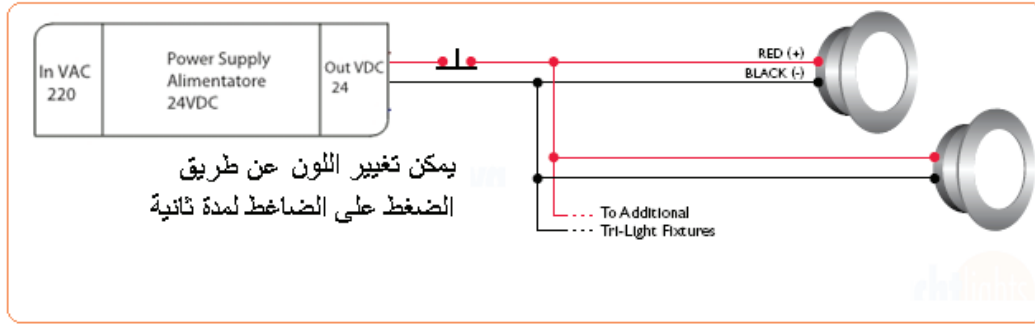 In VAC
220
Power Supply
Alimentatore
24VDC
Out VDC
24
RED (+)
BLACK (-)
يمكن تغيير اللون عن طريق
الضغط على الضاغط لمدة ثانية
To Additional
Tri-Light Fixtures